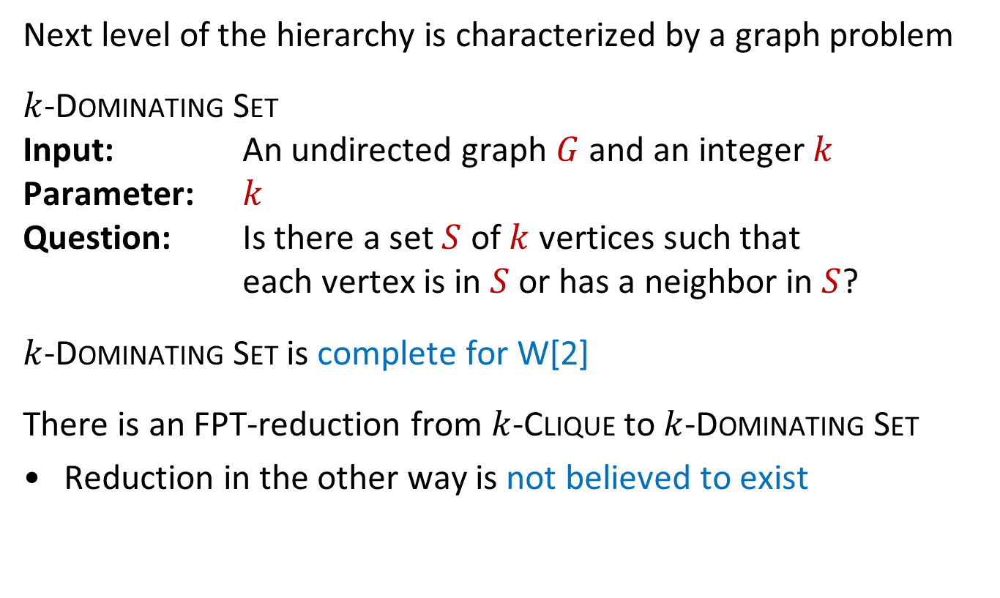 Next level of the hierarchy is characterized by a graph problem
k-DOMINATING SET
Input: An undirected graph G and an integer k
Parameter: k
Question: Is there a set S of k vertices such that
each vertex is in S or has a neighbor in S?
k-DOMINATING SET is complete for W[2]
There is an FPT-reduction from k-CLIQUE to k-DOMINATING SET
• Reduction in the other way is not believed to exist